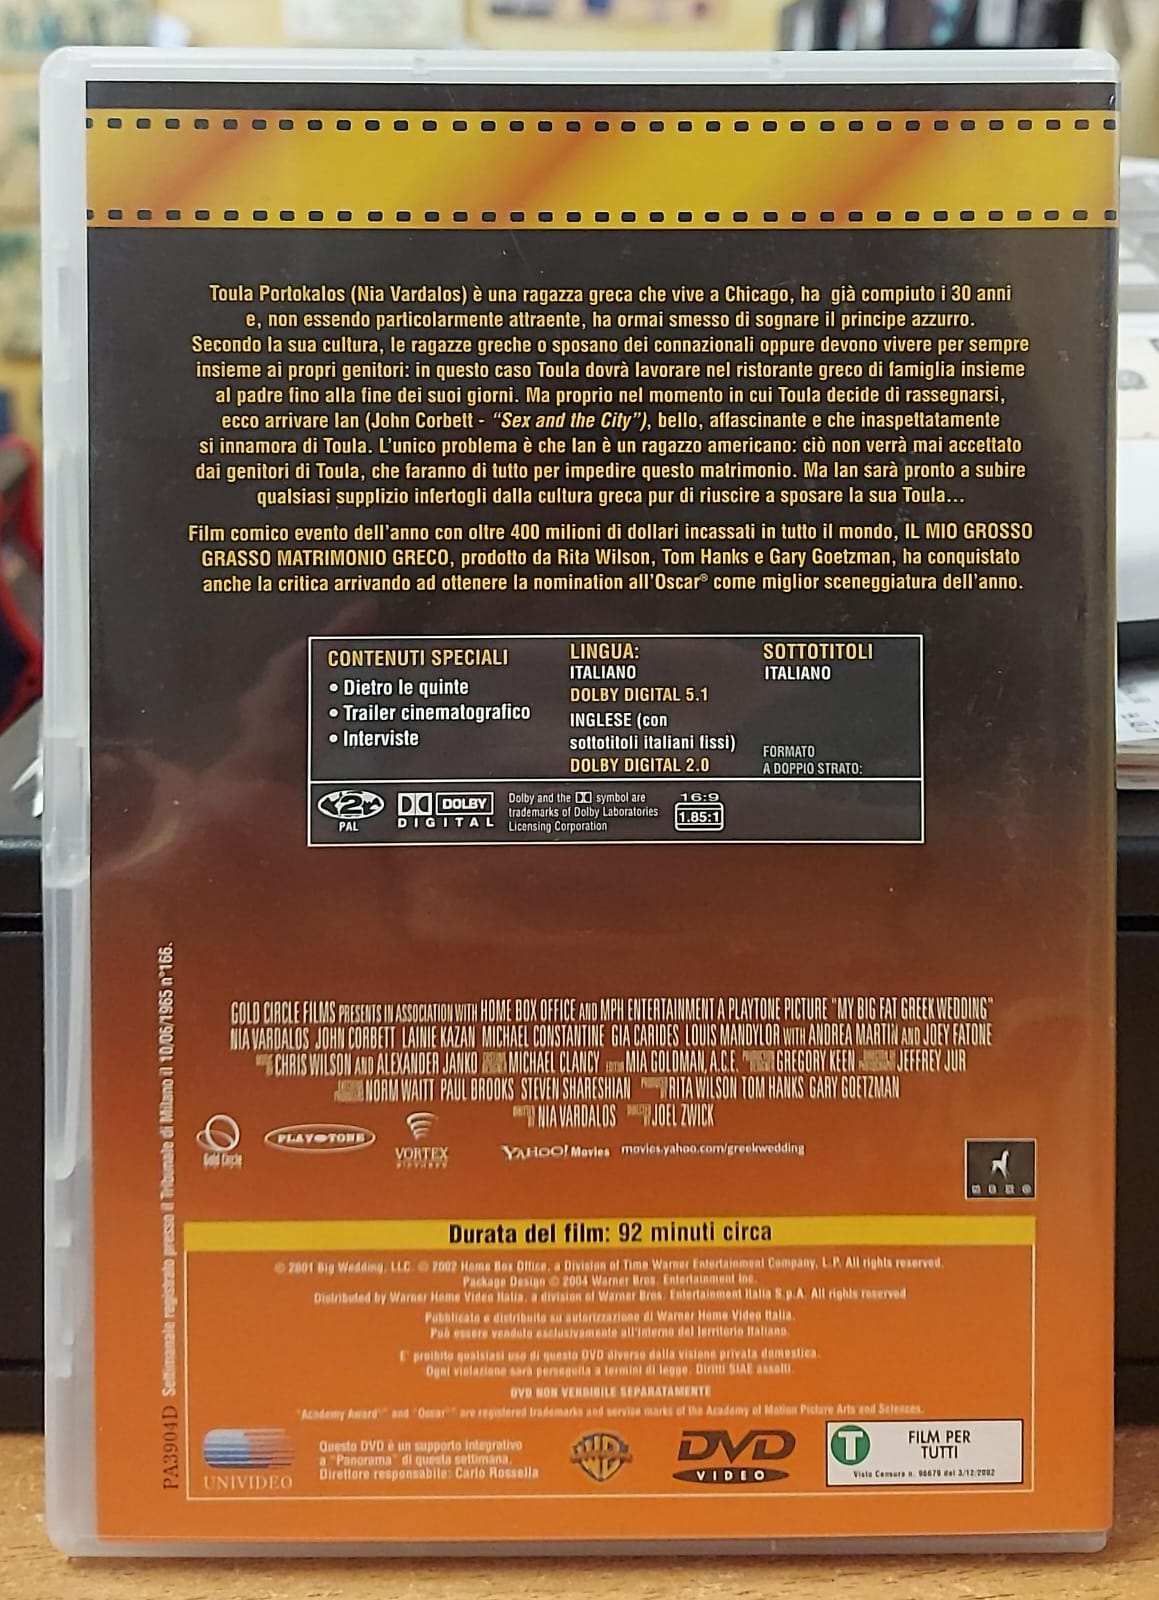 Toula Portokalos (Nia Vardalos) è una ragazza greca che vive a Chicago, ha già compiuto i 30 anni
e, non essendo particolarmente attraente, ha ormai smesso di sognare il principe azzurro.
Secondo la sua cultura, le ragazze greche o sposano dei connazionali oppure devono vivere per sempre
insieme ai propri genitori: in questo caso Toula dovrà lavorare nel ristorante greco di famiglia insieme
al padre fino alla fine dei suoi giorni. Ma proprio nel momento in cui Toula decide di rassegnarsi,
ecco arrivare Ian (John Corbett - “Sex and the City”), bello, affascinante e che inaspettatamente
si innamora di Toula. L'unico problema è che Ian è un ragazzo americano: ciò non verrà mai accettato
dai genitori di Toula, che faranno di tutto per impedire questo matrimonio. Ma Ian sarà pronto a subire
qualsiasi supplizio infertogli dalla cultura greca pur di riuscire a sposare la sua Toula...
Film comico evento dell'anno con oltre 400 milioni di dollari incassati in tutto il mondo, IL MIO GROSSO
GRASSO MATRIMONIO GRECO, prodotto da Rita Wilson, Tom Hanks e Gary Goetzman, ha conquistato
anche la critica arrivando ad ottenere la nomination all'Oscar® come miglior sceneggiatura dell'anno.
CONTENUTI SPECIALI
• Dietro le quinte
• Trailer cinematografico
• Interviste
LINGUA:
ITALIANO
DOLBY DIGITAL 5.1
INGLESE (con
sottotitoli italiani fissi)
DOLBY DIGITAL 2.0
SOTTOTITOLI
ITALIANO
FORMATO
A DOPPIO STRATO:
2
PAL
DOLBY
DIGITAL
Dolby and the symbol are
trademarks of Dolby Laboratories
Licensing Corporation
16:9
1.85:1
GOLD CIRCLE FILMS PRESENTS IN ASSOCIATION WITH HOME BOX OFFICE AND MPH ENTERTAINMENT A PLAYTONE PICTURE "MY BIG FAT GREEK WEDDING"
NIA VARDALOS JOHN CORBETT LAINIE KAZAN MICHAEL CONSTANTINE GIA CARIDES LOUIS MANDYLOR WITH ANDREA MARTIN AND JOEY FATONE
CHRIS WILSON AND ALEXANDER JANKO MICHAEL CLANCY MIA GOLDMAN, A.C.E. GREGORY KEEN JEFFREY JUR
NORM WAITT PAUL BROOKS STEVEN SHARESHIAN RITA WILSON TOM HANKS GARY GOETZMAN
NIA VARDALOS JOEL ZWICK
Gold Circle
PLAYTONE
VORTEX
PICTURES
YAHOO! Movies movies.yahoo.com/greekwedding
Durata del film: 92 minuti circa
© 2001 Big Wedding, LLC. © 2002 Home Box Office, a Division of Time Warner Entertainment Company, L.P. All rights reserved.
Package Design © 2004 Warner Bros. Entertainment Inc.
Distributed by Warner Home Video Italia, a division of Warner Bros. Entertainment Italia S.p.A. All rights reserved
Pubblicato e distribuito su autorizzazione di Warner Home Video Italia.
Può essere venduto esclusivamente all'interno del territorio Italiano.
E' proibito qualsiasi uso di questo DVD diverso dalla visione privata domestica.
Ogni violazione sarà perseguita a termini di legge. Diritti SIAE assolti.
DVD NON VENDIBILE SEPARATAMENTE
"Academy Award" and "Oscar" are registered trademarks and service marks of the Academy of Motion Picture Arts and Sciences.
UNIVIDEO
Questo DVD è un supporto integrativo
a "Panorama" di questa settimana.
Direttore responsabile: Carlo Rossella
WB
DVD
VIDEO
T
FILM PER
TUTTI
Visto Censura n. 96679 del 3/12/2002
PA3904D Settimanale registrato presso il Tribunale di Milano il 10/06/1965 n°166.